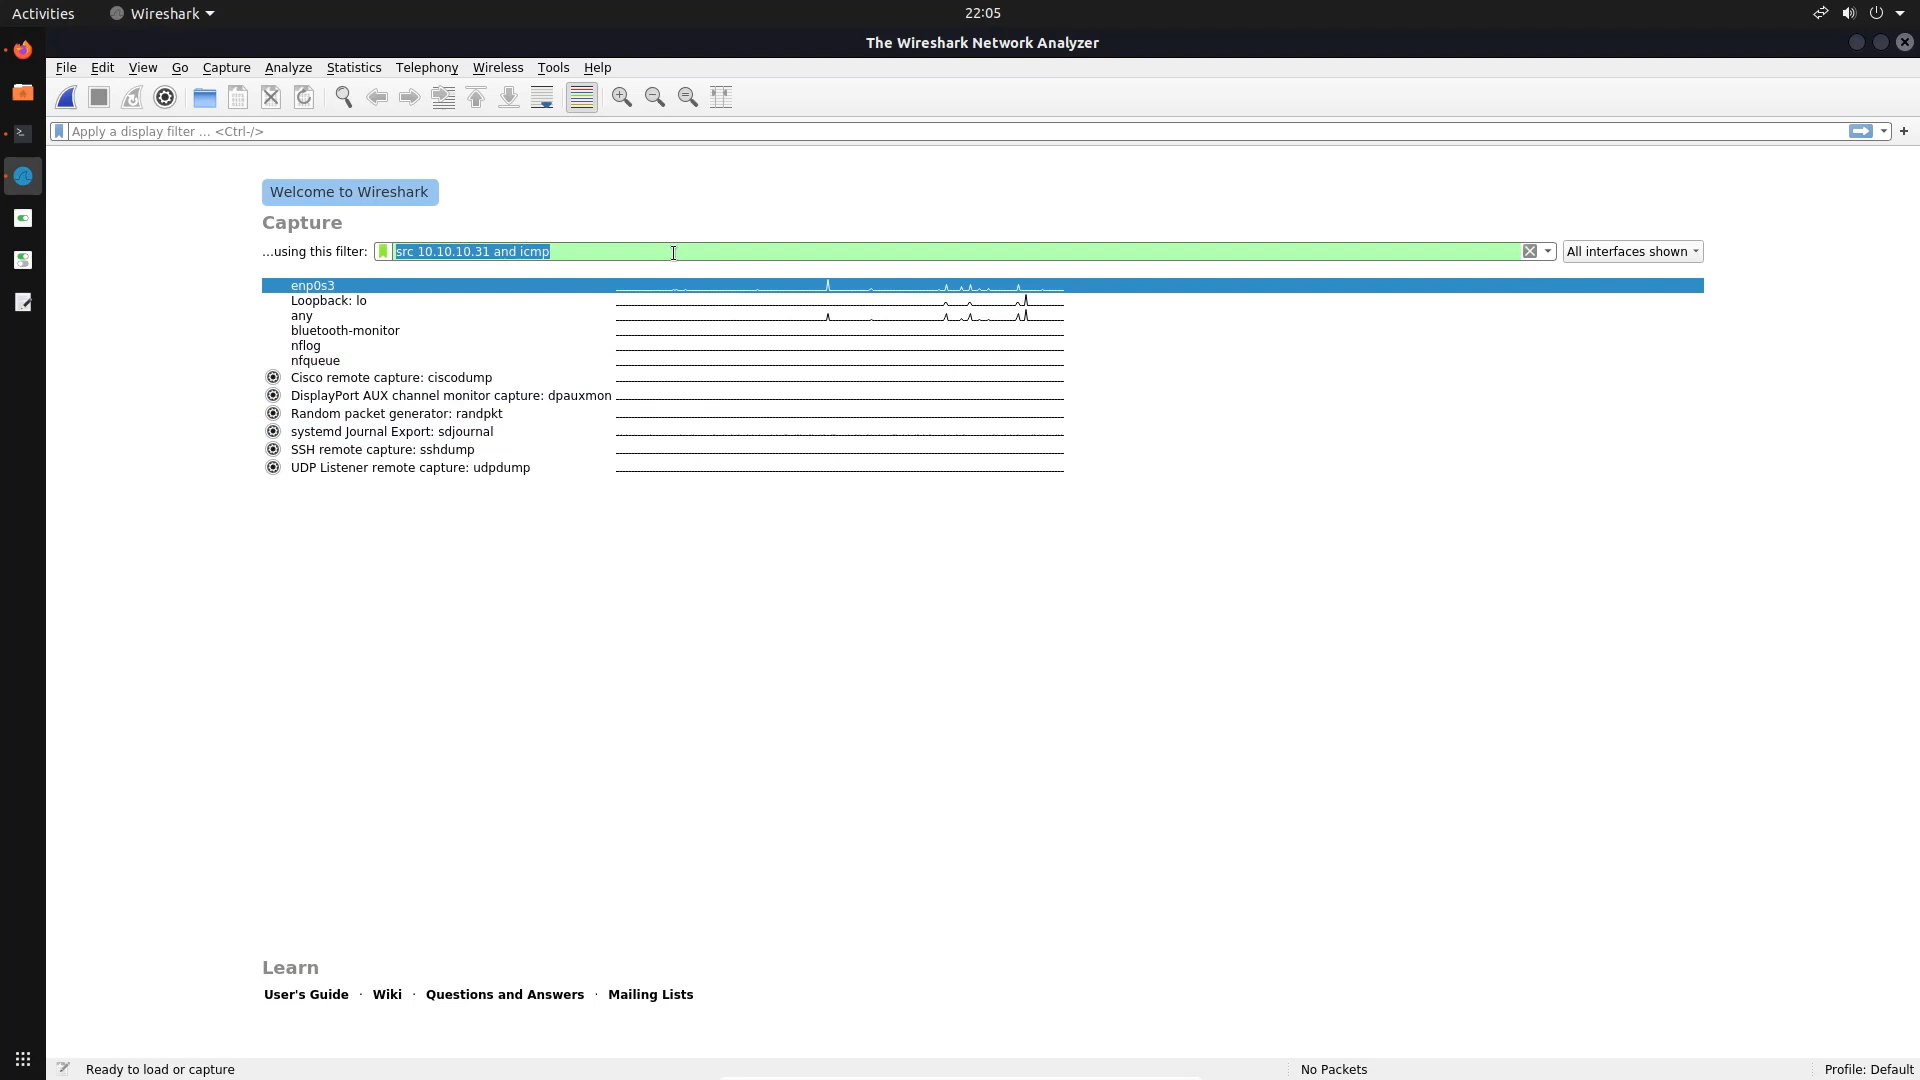 Activities Wireshark 22:05
The Wireshark Network Analyzer
File Edit View Go Capture Analyze Statistics Telephony Wireless Tools Help
Apply a display filter ... <Ctrl-/> +
Welcome to Wireshark
Capture
...using this filter: src 10.10.10.31 and icmp All interfaces shown
enp0s3
Loopback: lo
any
bluetooth-monitor
nflog
nfqueue
Cisco remote capture: ciscodump
DisplayPort AUX channel monitor capture: dpauxmon
Random packet generator: randpkt
systemd Journal Export: sdjournal
SSH remote capture: sshdump
UDP Listener remote capture: udpdump
Learn
User's Guide · Wiki · Questions and Answers · Mailing Lists
Ready to load or capture No Packets Profile: Default